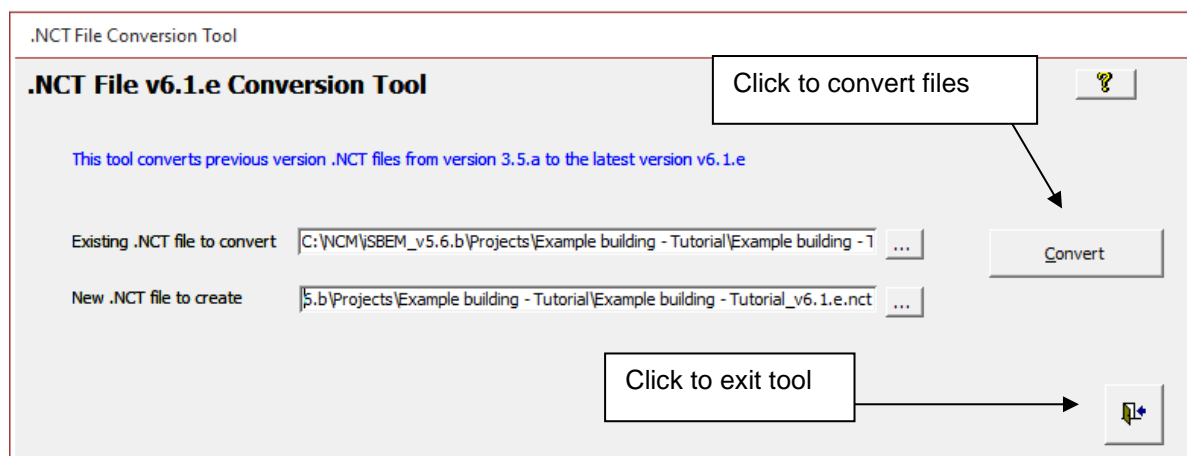 .NCT File Conversion Tool
.NCT File v6.1.e Conversion Tool
Click to convert files
?
This tool converts previous version .NCT files from version 3.5.a to the latest version v6.1.e
Existing .NCT file to convert C:\NCM\iSBEM_v5.6.b\Projects\Example building - Tutorial\Example building - T ...
Convert
New .NCT file to create 5.b\Projects\Example building - Tutorial\Example building - Tutorial_v6.1.e.nct ...
Click to exit tool